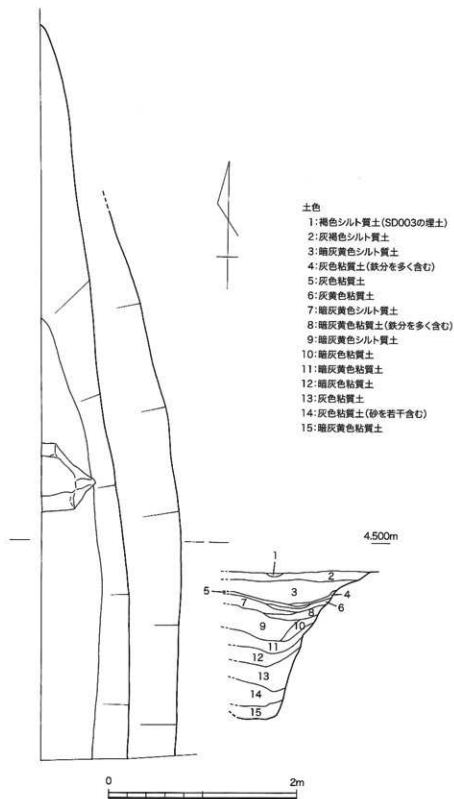 土色
1:褐色シルト質土(SD003の埋土)
2:灰褐色シルト質土
3:暗灰黄色シルト質土
4:灰色粘質土(鉄分を多く含む)
5:灰色粘質土
6:灰黄色粘質土
7:暗灰黄色シルト質土
8:暗灰黄色粘質土(鉄分を多く含む)
9:暗灰黄色シルト質土
10:暗灰色粘質土
11:暗灰黄色粘質土
12:暗灰色粘質土
13:灰色粘質土
14:灰色粘質土(砂を若干含む)
15:暗灰黄色粘質土
4.500m
1
2
3
5
4
7
8
6
9
10
11
12
13
14
15
0
2m